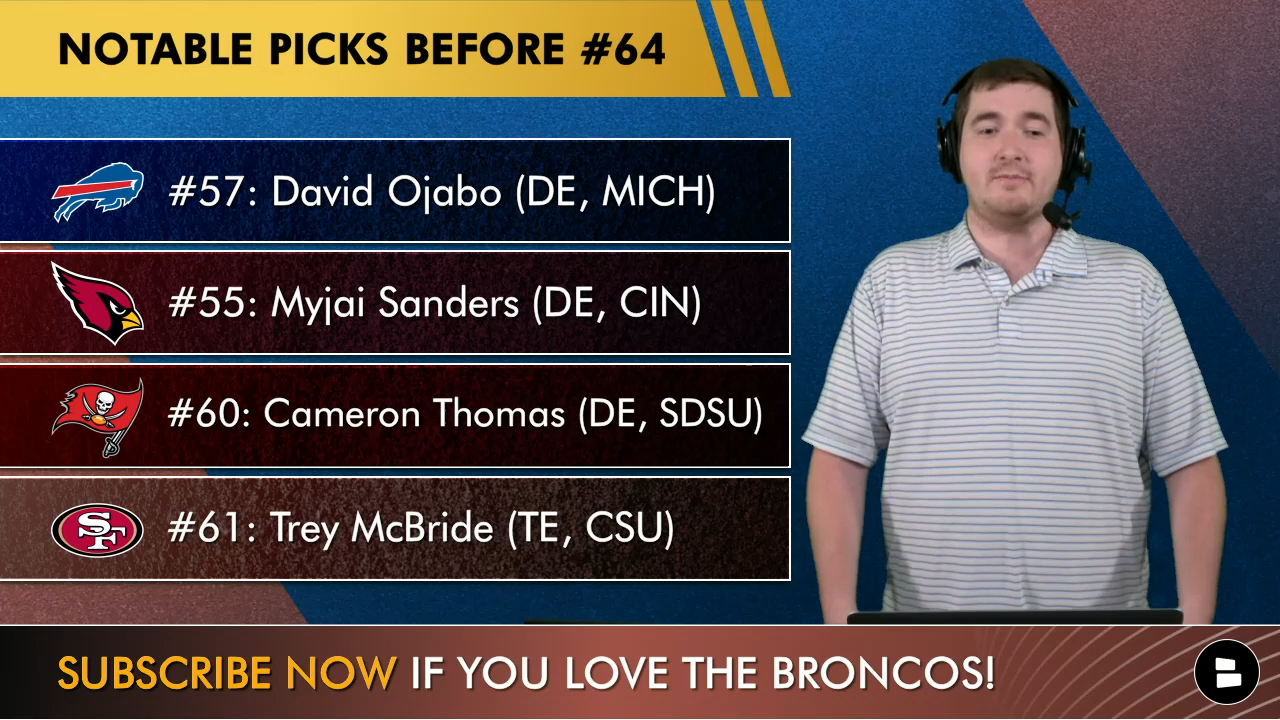 NOTABLE PICKS BEFORE #64
#57: David Ojabo (DE, MICH)
#55: Myjai Sanders (DE, CIN)
#60: Cameron Thomas (DE, SDSU)
SF
#61: Trey McBride (TE, CSU)
SUBSCRIBE NOW IF YOU LOVE THE BRONCOS!